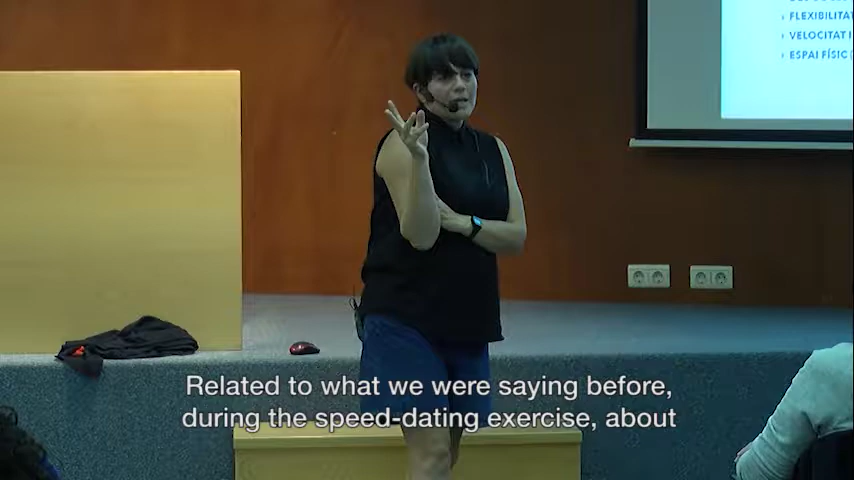 › FLEXIBILITAT
› VELOCITAT I
› ESPAI FÍSIC
Related to what we were saying before,
during the speed-dating exercise, about